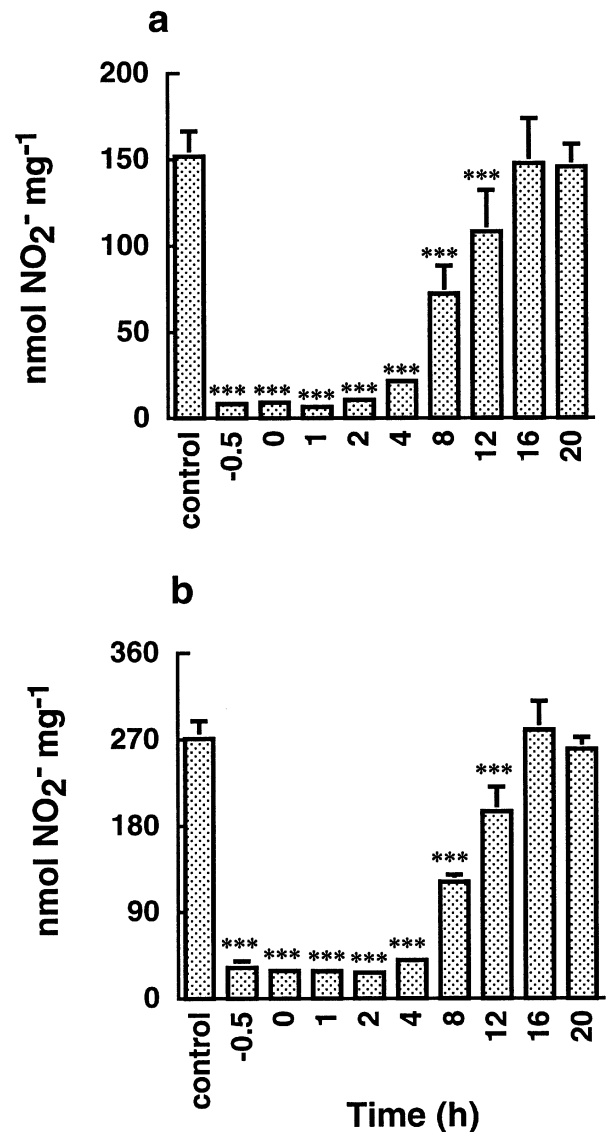 a
nmol NO₂⁻ mg⁻¹
200
150
100
50
0
*** *** *** *** *** *** ***
control -0.5 0 1 2 4 8 12 16 20
b
nmol NO₂⁻ mg⁻¹
360
270
180
90
0
*** *** *** *** *** *** ***
control -0.5 0 1 2 4 8 12 16 20
Time (h)